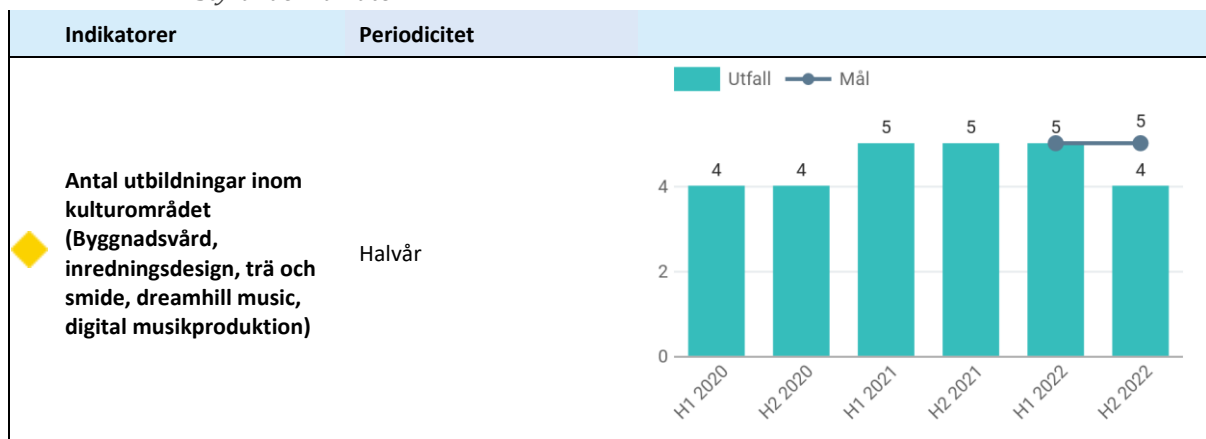 Indikatorer Periodicitet
Utfall Mål
Antal utbildningar inom
kulturområdet
(Byggnadsvård,
inredningsdesign, trä och
smide, dreamhill music,
digital musikproduktion)
Halvår
4 4 5 5 5 5
4
4
2
0
H1 2020 H2 2020 H1 2021 H2 2021 H1 2022 H2 2022